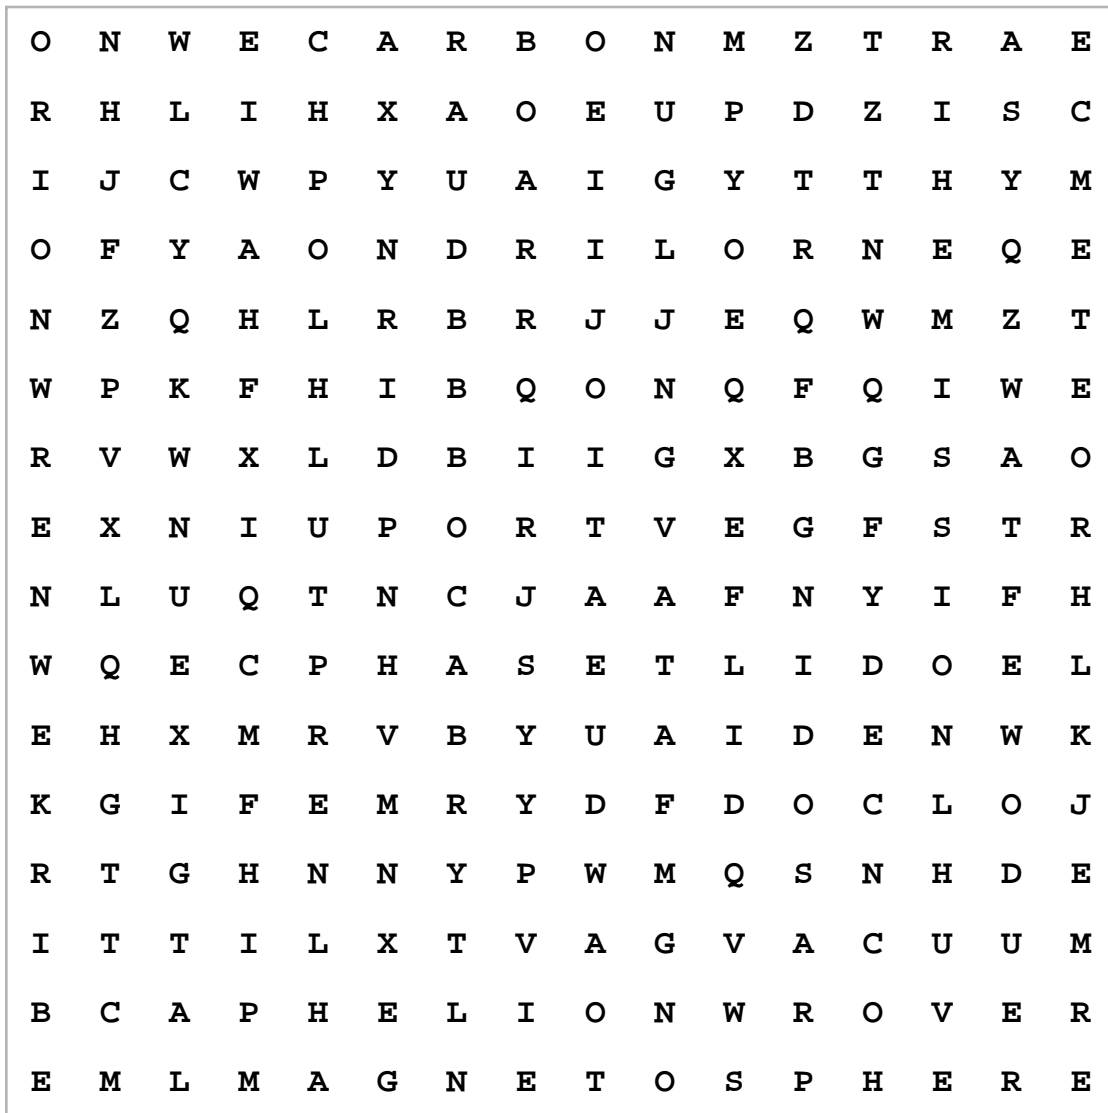 O N W E C A R B O N M Z T R A E
R H L I H X A O E U P D Z I S C
I J C W P Y U A I G Y T T H Y M
O F Y A O N D R I L O R N E Q E
N Z Q H L R B R J J E Q W M Z T
W P K F H I B Q O N Q F Q I W E
R V W X L D B I I G X B G S A O
E X N I U P O R T V E G F S T R
N L U Q T N C J A A F N Y I F H
W Q E C P H A S E T L I D O E L
E H X M R V B Y U A I D E N W K
K G I F E M R Y D F D O C L O J
R T G H N N Y P W M Q S N H D E
I T T I L X T V A G V A C U U M
B C A P H E L I O N W R O V E R
E M L M A G N E T O S P H E R E